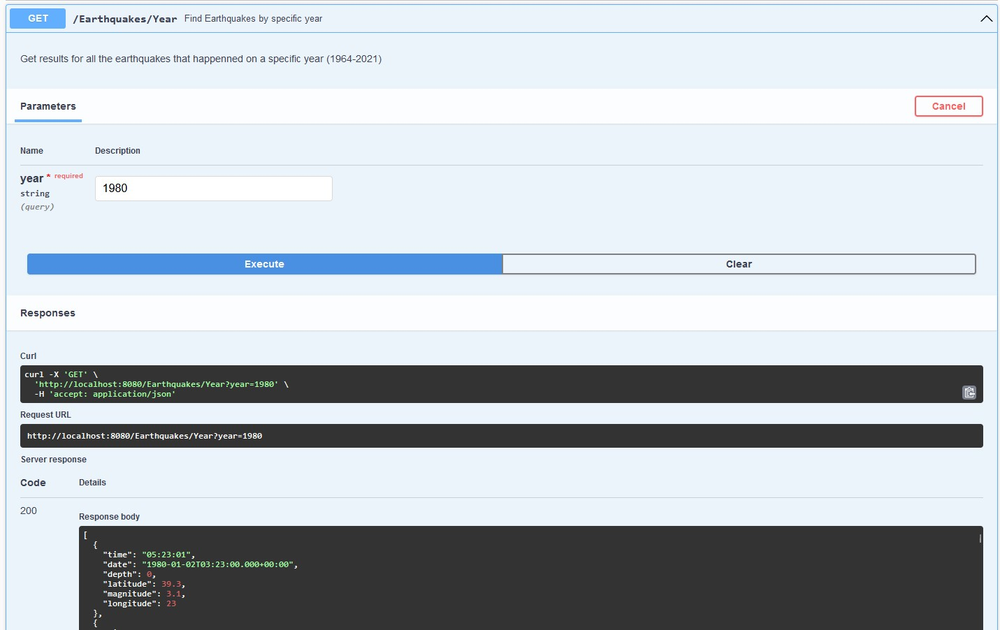 GET /Earthquakes/Year Find Earthquakes by specific year
Get results for all the earthquakes that happenned on a specific year (1964-2021)
Parameters Cancel
Name Description
year * required
string
(query)
1980
Execute Clear
Responses
Curl
curl -X 'GET' \
'http://localhost:8080/Earthquakes/Year?year=1980' \
-H 'accept: application/json'
Request URL
http://localhost:8080/Earthquakes/Year?year=1980
Server response
Code Details
200
Response body
[
{
"time": "05:23:01",
"date": "1980-01-02T03:23:00.000+00:00",
"depth": 0,
"latitude": 39.3,
"magnitude": 3.1,
"longitude": 23
},
{